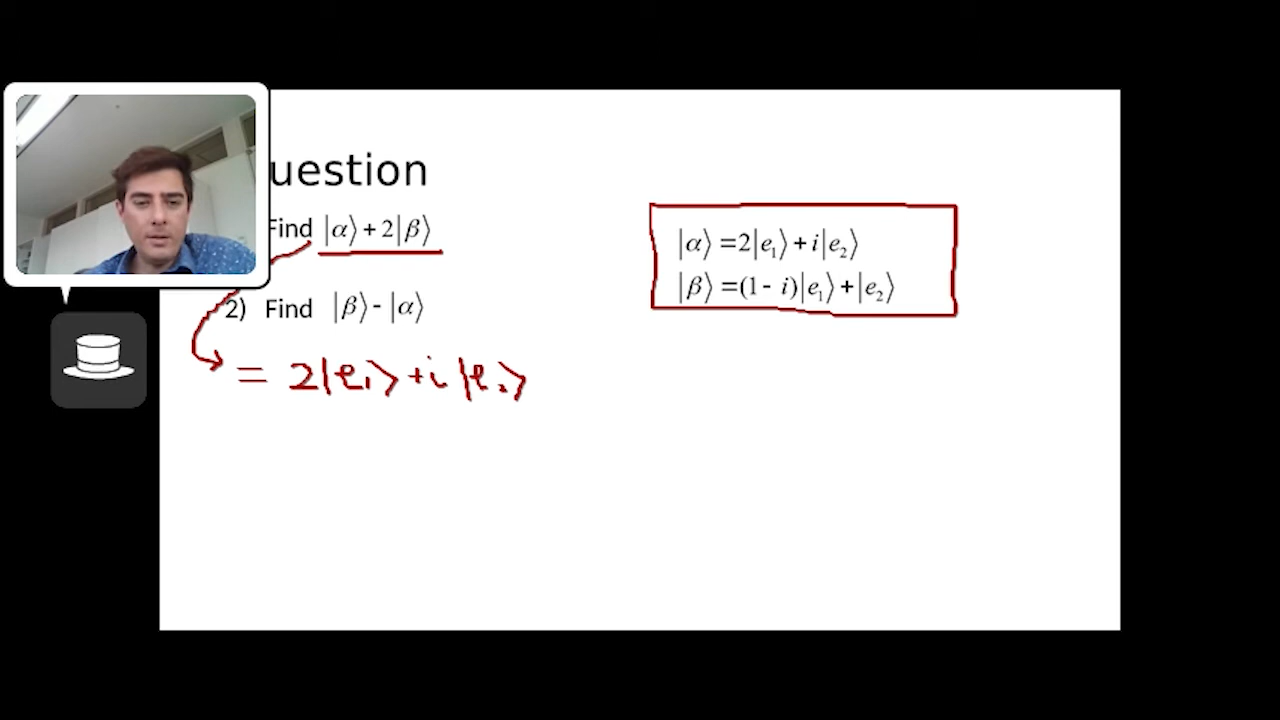 uestion
Find |α⟩ + 2|β⟩
2) Find |β⟩ - |α⟩
= 2|e₁⟩ + i|e₂⟩
|α⟩ =2|e₁⟩ + i|e₂⟩
|β⟩ =(1- i)|e₁⟩ + |e₂⟩